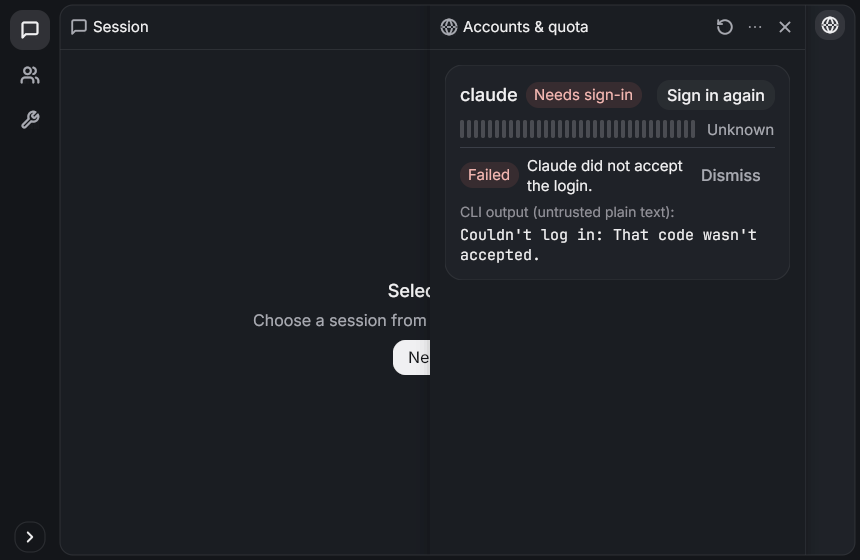 Session
Selec
Choose a session from
Ne
Accounts & quota
claude
Needs sign-in
Sign in again
Unknown
Failed
Claude did not accept
the login.
Dismiss
CLI output (untrusted plain text):
Couldn't log in: That code wasn't
accepted.